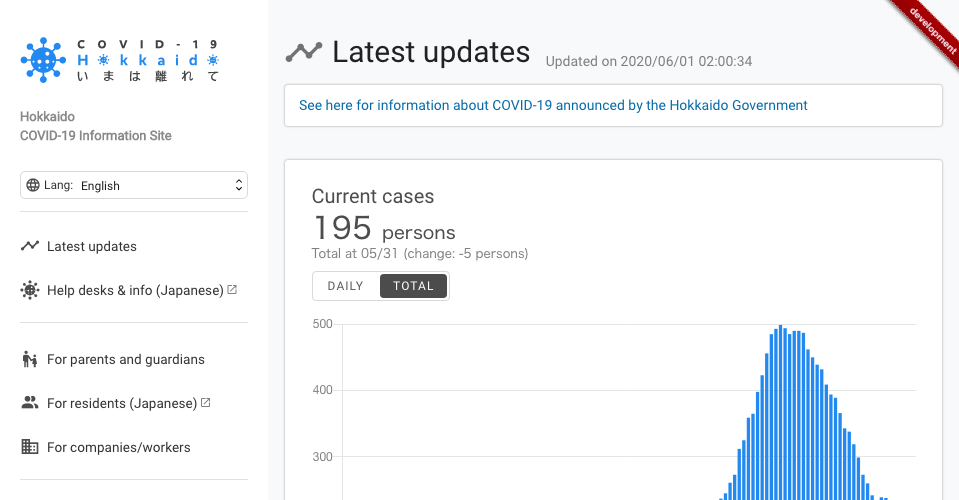 COVID-19
Hokkaido
いまは離れて
Hokkaido
COVID-19 Information Site
Lang: English
Latest updates
Help desks & info (Japanese)
For parents and guardians
For residents (Japanese)
For companies/workers
development
Latest updates Updated on 2020/06/01 02:00:34
See here for information about COVID-19 announced by the Hokkaido Government
Current cases
195 persons
Total at 05/31 (change: -5 persons)
DAILY TOTAL
500
400
300